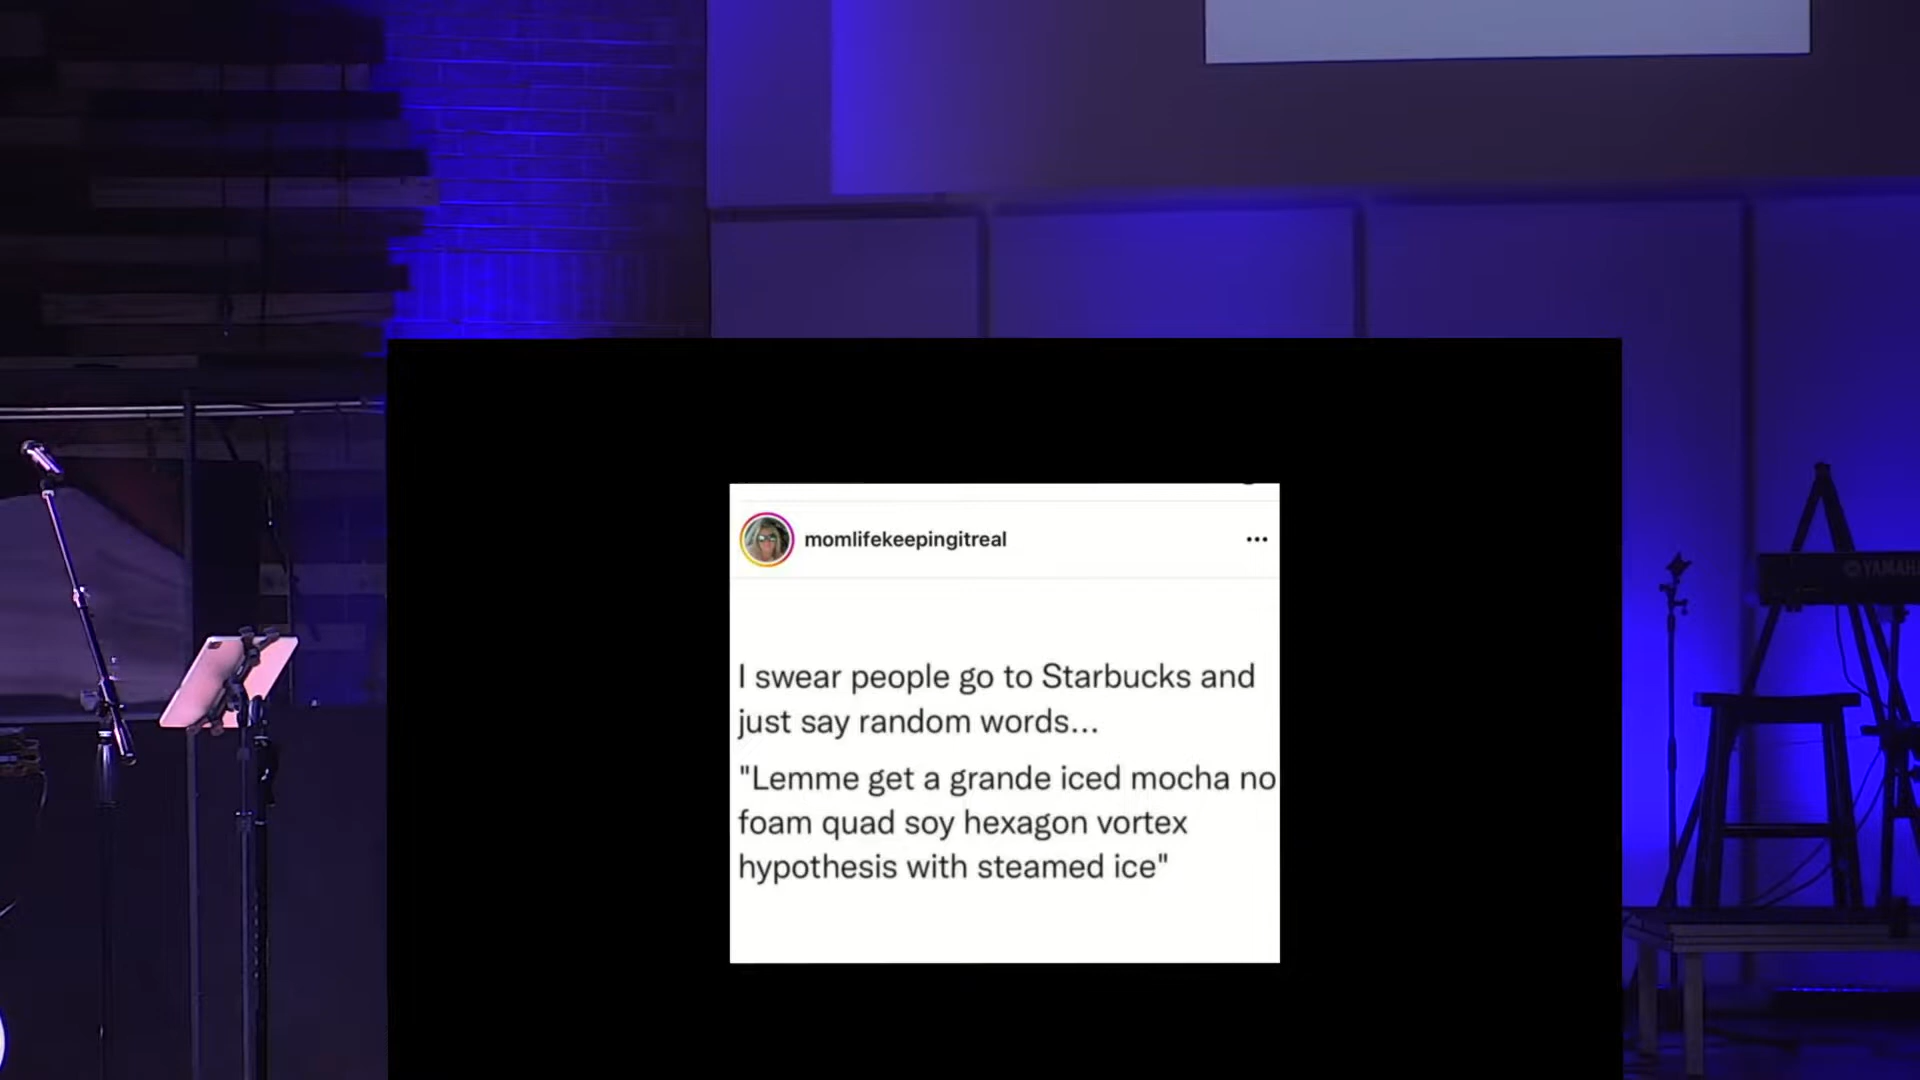 momlifekeepingitreal
I swear people go to Starbucks and
just say random words...
"Lemme get a grande iced mocha no
foam quad soy hexagon vortex
hypothesis with steamed ice"
YAMAHA